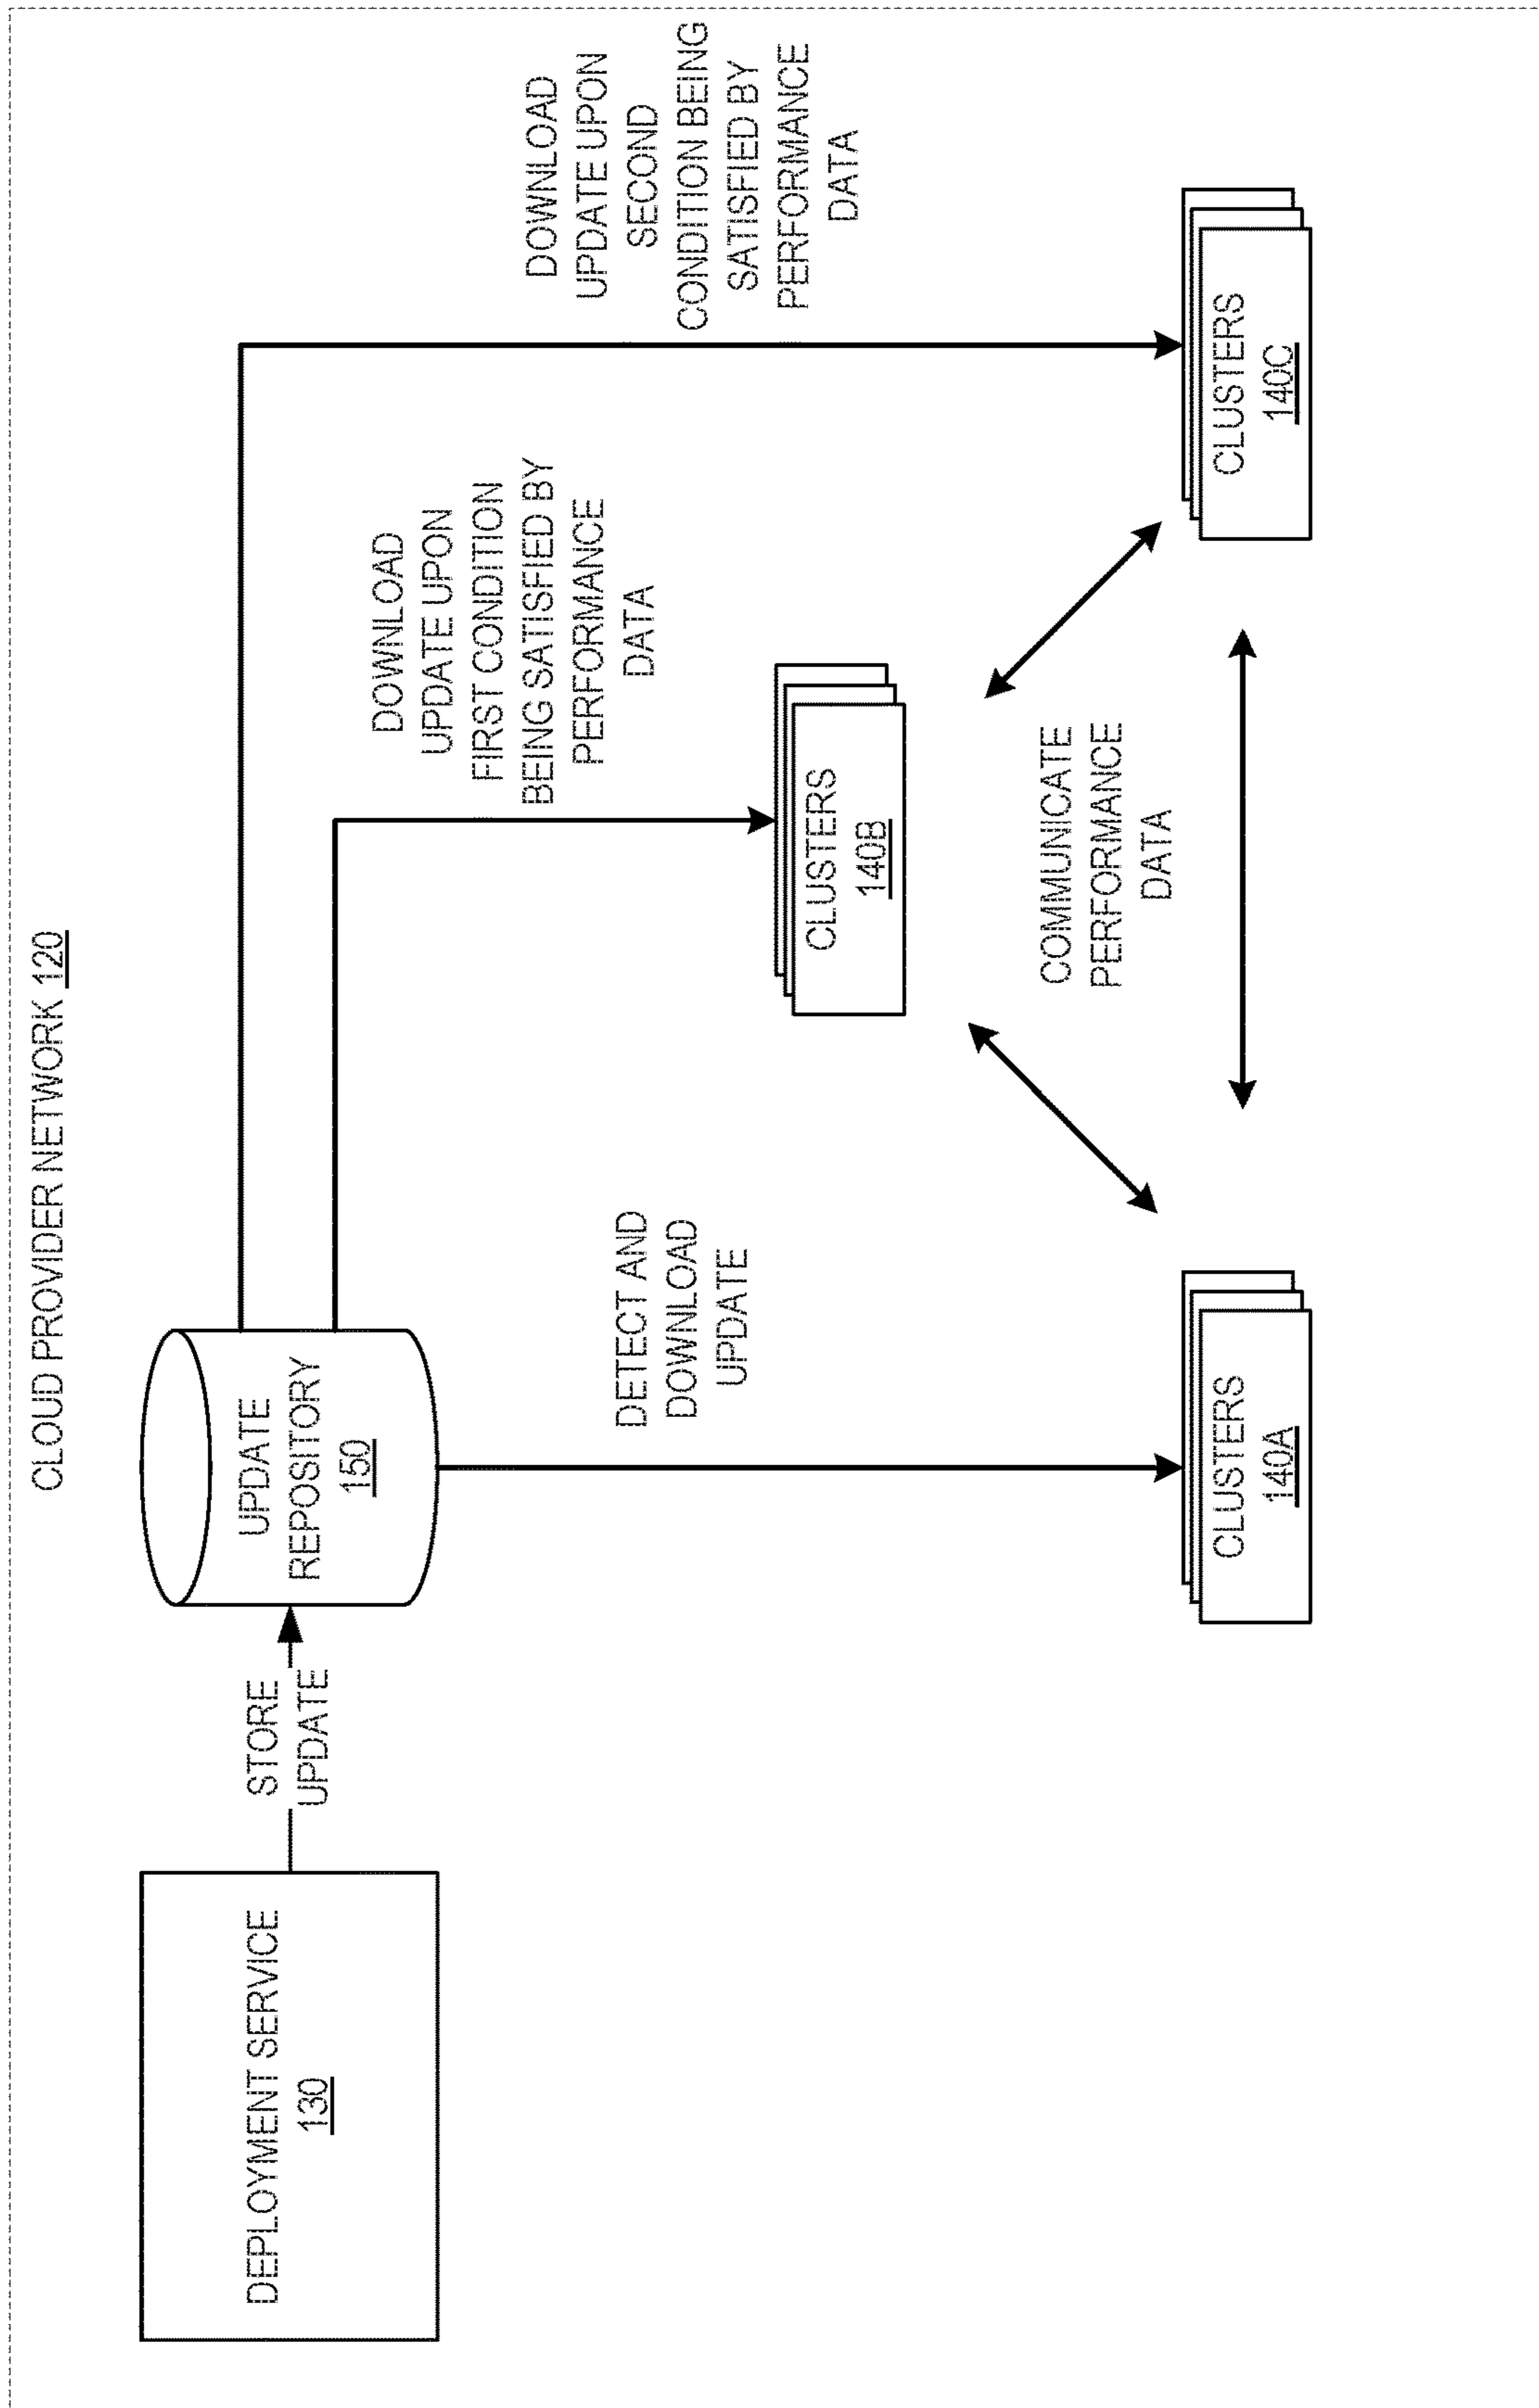 CLOUD PROVIDER NETWORK 120
DEPLOYMENT SERVICE
130
STORE
UPDATE
UPDATE
REPOSITORY
150
DETECT AND
DOWNLOAD
UPDATE
DOWNLOAD
UPDATE UPON
FIRST CONDITION
BEING SATISFIED BY
PERFORMANCE
DATA
DOWNLOAD
UPDATE UPON
SECOND
CONDITION BEING
SATISFIED BY
PERFORMANCE
DATA
CLUSTERS
140B
COMMUNICATE
PERFORMANCE
DATA
CLUSTERS
140A
CLUSTERS
140C